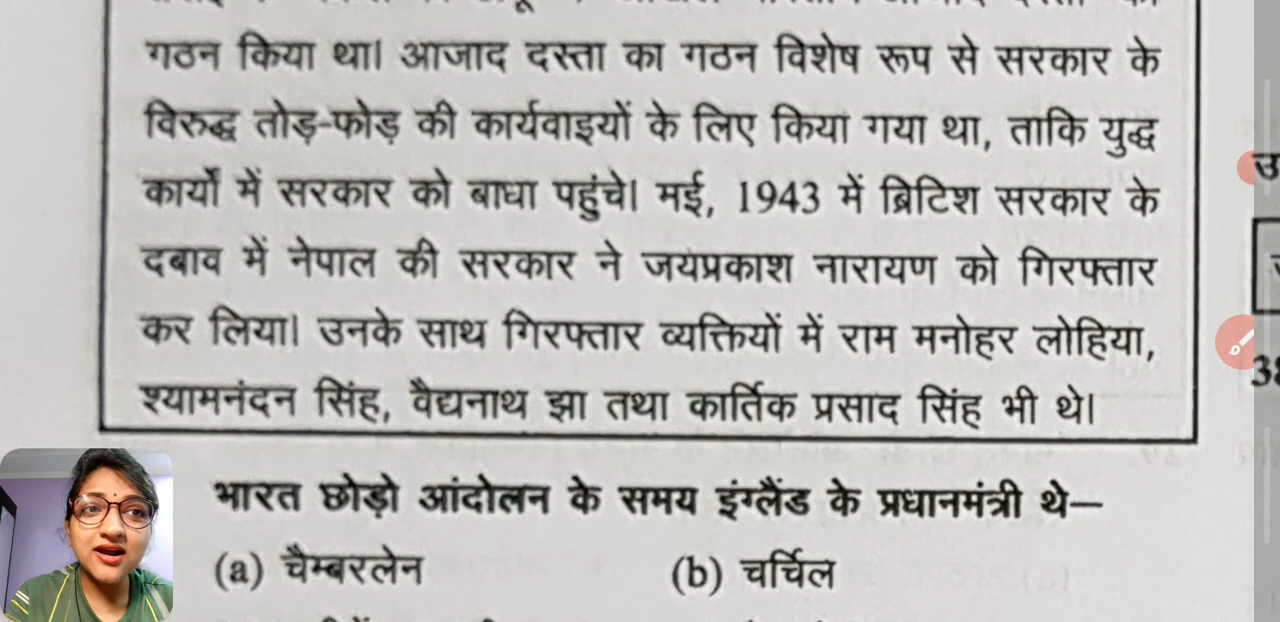 गठन किया था। आजाद दस्ता का गठन विशेष रूप से सरकार के
विरुद्ध तोड़-फोड़ की कार्यवाइयों के लिए किया गया था, ताकि युद्ध
कार्यों में सरकार को बाधा पहुंचे। मई, 1943 में ब्रिटिश सरकार के
दबाव में नेपाल की सरकार ने जयप्रकाश नारायण को गिरफ्तार
कर लिया। उनके साथ गिरफ्तार व्यक्तियों में राम मनोहर लोहिया,
श्यामनंदन सिंह, वैद्यनाथ झा तथा कार्तिक प्रसाद सिंह भी थे।
भारत छोड़ो आंदोलन के समय इंग्लैंड के प्रधानमंत्री थे—
(a) चैम्बरलेन (b) चर्चिल